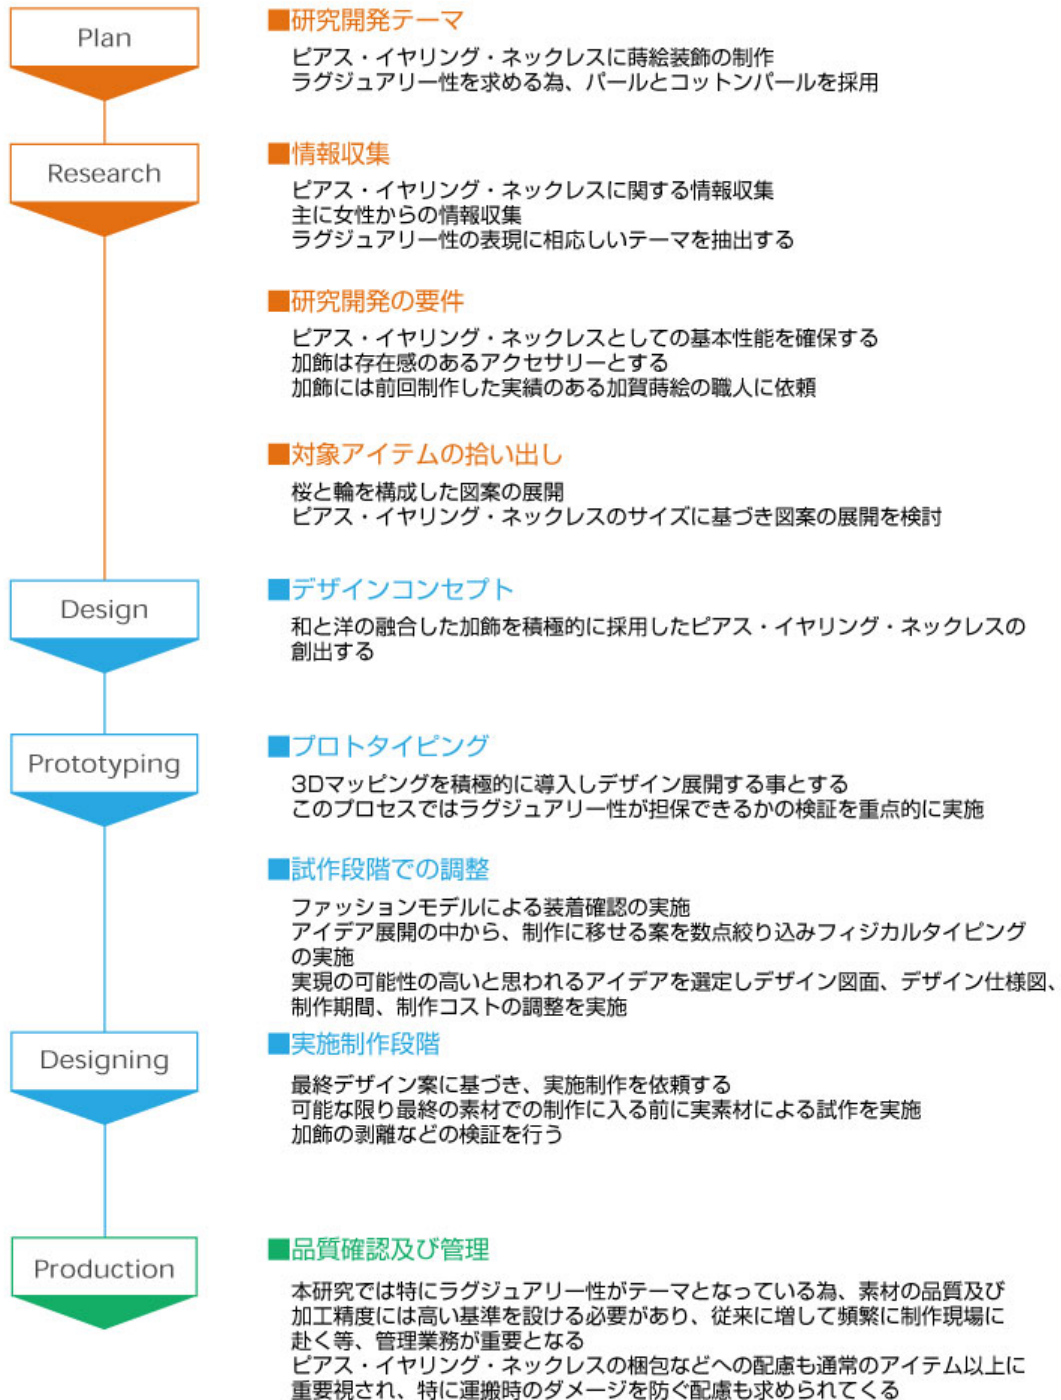 Plan
■研究開発テーマ
ピアス・イヤリング・ネックレスに蒔絵装飾の制作
ラグジュアリー性を求める為、パールとコットンパールを採用
Research
■情報収集
ピアス・イヤリング・ネックレスに関する情報収集
主に女性からの情報収集
ラグジュアリー性の表現に相応しいテーマを抽出する
■研究開発の要件
ピアス・イヤリング・ネックレスとしての基本性能を確保する
加飾は存在感のあるアクセサリーとする
加飾には前回制作した実績のある加賀蒔絵の職人に依頼
■対象アイテムの拾い出し
桜と輪を構成した図案の展開
ピアス・イヤリング・ネックレスのサイズに基づき図案の展開を検討
Design
■デザインコンセプト
和と洋の融合した加飾を積極的に採用したピアス・イヤリング・ネックレスの
創出する
Prototyping
■プロトタイピング
3Dマッピングを積極的に導入しデザイン展開する事とする
このプロセスではラグジュアリー性が担保できるかの検証を重点的に実施
■試作段階での調整
ファッションモデルによる装着確認の実施
アイデア展開の中から、制作に移せる案を数点絞り込みフィジカルタイピング
の実施
実現の可能性の高いと思われるアイデアを選定しデザイン図面、デザイン仕様図、
制作期間、制作コストの調整を実施
Designing
■実施制作段階
最終デザイン案に基づき、実施制作を依頼する
可能な限り最終の素材での制作に入る前に実素材による試作を実施
加飾の剥離などの検証を行う
Production
■品質確認及び管理
本研究では特にラグジュアリー性がテーマとなっている為、素材の品質及び
加工精度には高い基準を設ける必要があり、従来に増して頻繁に制作現場に
赴く等、管理業務が重要となる
ピアス・イヤリング・ネックレスの梱包などへの配慮も通常のアイテム以上に
重要視され、特に運搬時のダメージを防ぐ配慮も求められてくる